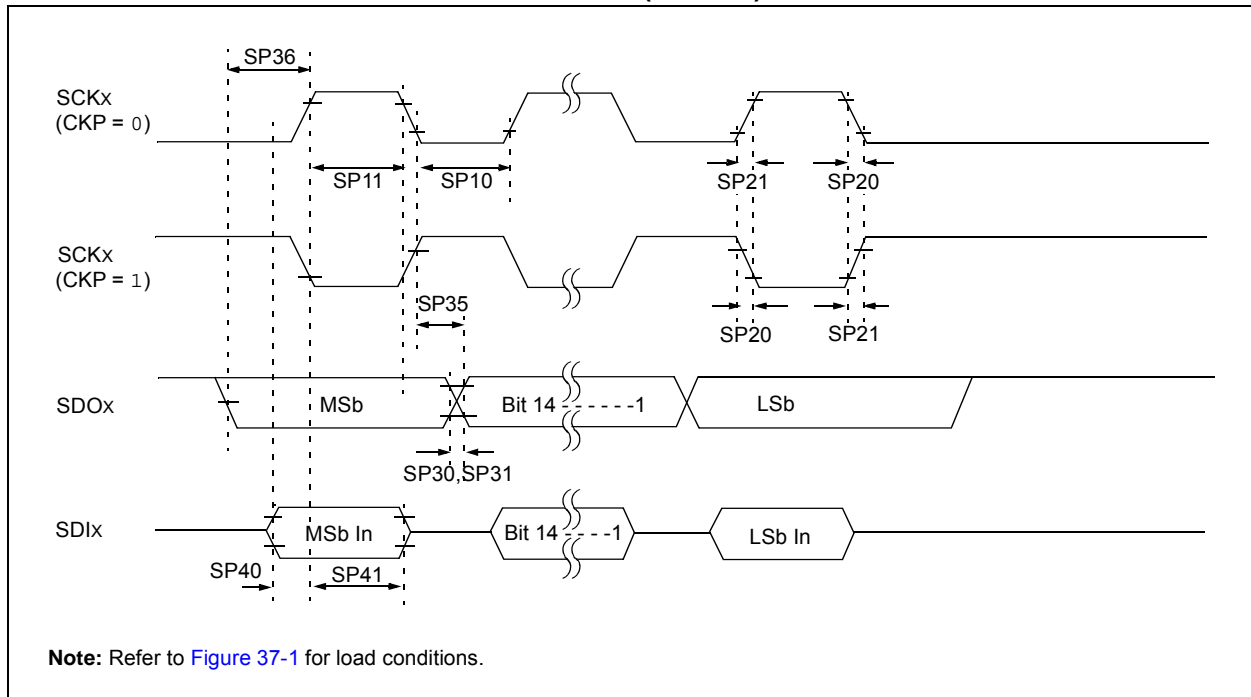 SP36
SCKx
(CKP = 0)
SP11
SP10
SP21
SP20
SCKx
(CKP = 1)
SP35
SP20
SP21
SDOx
MSb
Bit 14 - - - - - -1
LSb
SP30,SP31
SDIx
MSb In
Bit 14 - - - -1
LSb In
SP40
SP41
Note: Refer to Figure 37-1 for load conditions.